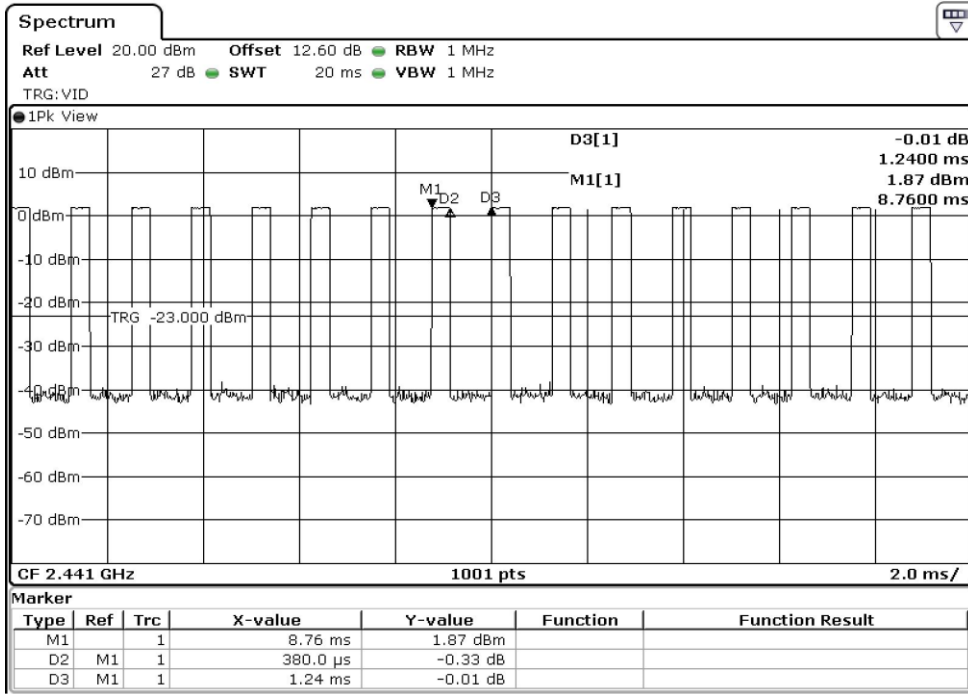 Spectrum
Ref Level 20.00 dBm Offset 12.60 dB RBW 1 MHz
Att 27 dB SWT 20 ms VBW 1 MHz
TRG:VID
1Pk View
D3[1] -0.01 dB
1.2400 ms
10 dBm
M1[1] 1.87 dBm
8.7600 ms
M1 D2 D3
0 dBm
-10 dBm
-20 dBm
TRG -23.000 dBm
-30 dBm
-40 dBm
-50 dBm
-60 dBm
-70 dBm
CF 2.441 GHz 1001 pts 2.0 ms/
Marker
Type Ref Trc X-value Y-value Function Function Result
M1 1 8.76 ms 1.87 dBm
D2 M1 1 380.0 µs -0.33 dB
D3 M1 1 1.24 ms -0.01 dB